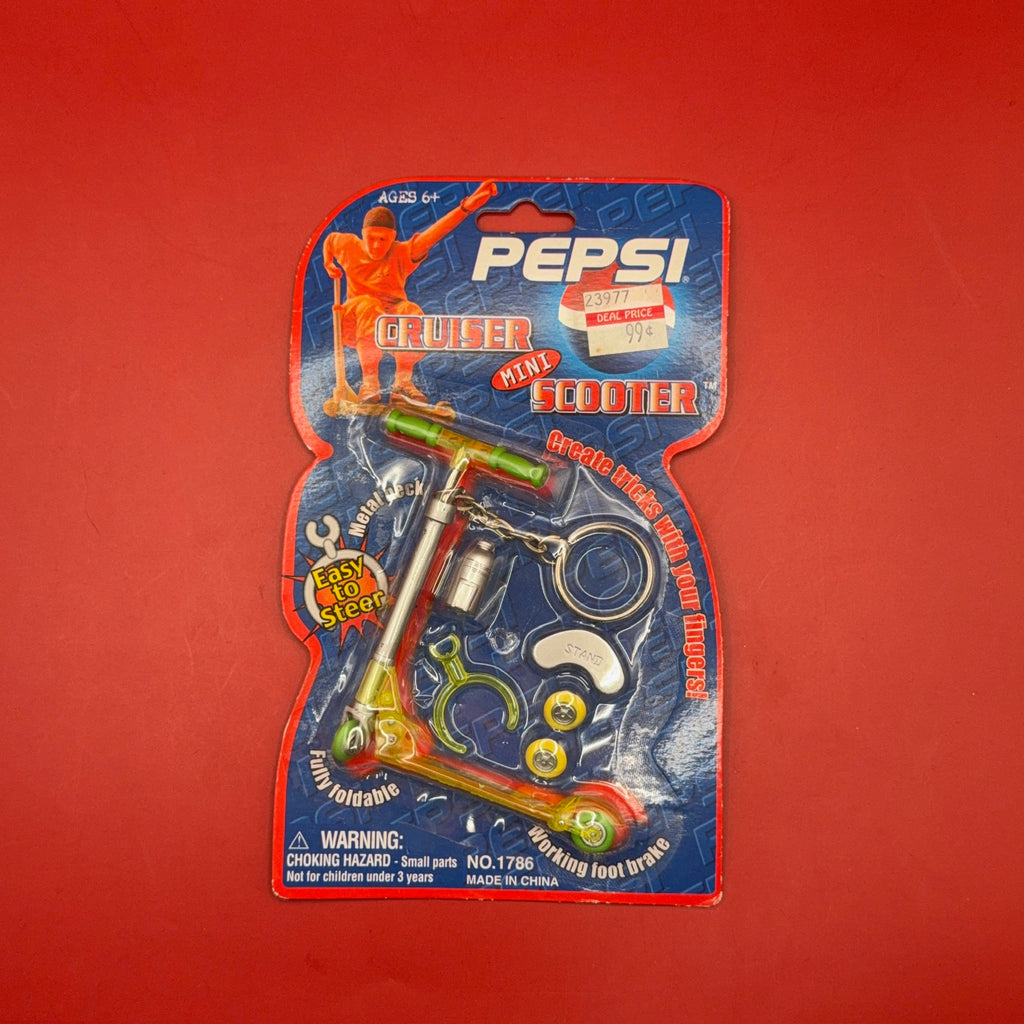 AGES 6+
PEPSI®
23977
DEAL PRICE
99¢
CRUISER
MINI
SCOOTER™
Create tricks with your fingers!
Metal deck
Easy
to
Steer
STAND
Fully foldable
Working foot brake
WARNING:
CHOKING HAZARD - Small parts
Not for children under 3 years
NO.1786
MADE IN CHINA